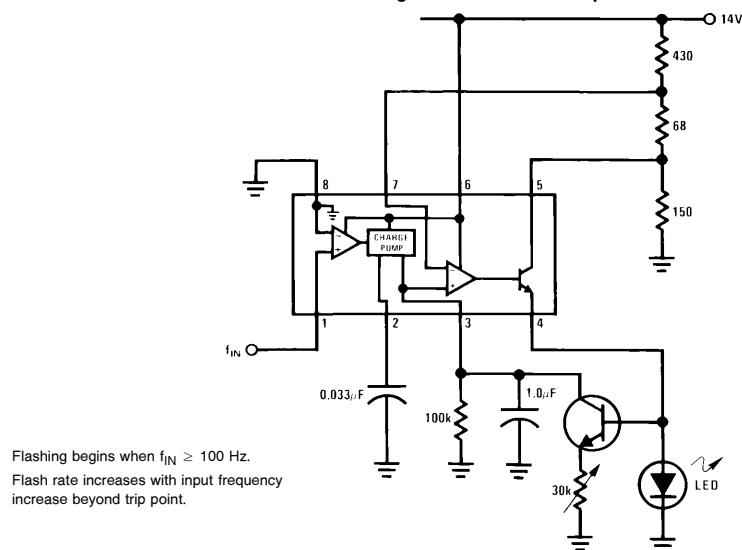 14V
430
68
8
7
6
5
150
CHARGE
PUMP
−
+
−
+
1
2
3
4
fIN
0.033μF
100k
1.0μF
30k
LED
Flashing begins when fIN ≥ 100 Hz.
Flash rate increases with input frequency
increase beyond trip point.